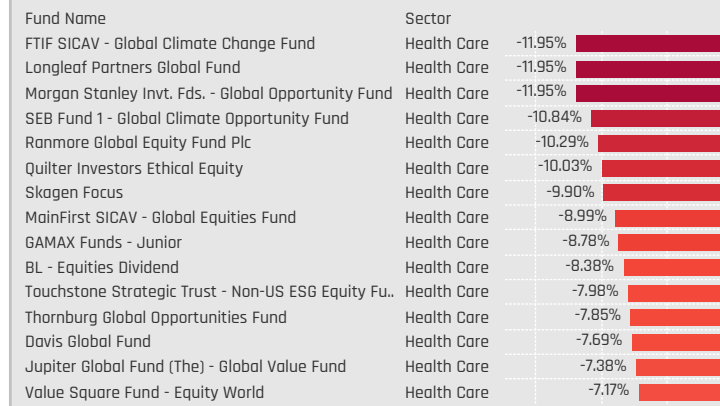 Fund Name Sector
FTIF SICAV - Global Climate Change Fund Health Care -11.95%
Longleaf Partners Global Fund Health Care -11.95%
Morgan Stanley Invt. Fds. - Global Opportunity Fund Health Care -11.95%
SEB Fund 1 - Global Climate Opportunity Fund Health Care -10.84%
Ranmore Global Equity Fund Plc Health Care -10.29%
Quilter Investors Ethical Equity Health Care -10.03%
Skagen Focus Health Care -9.90%
MainFirst SICAV - Global Equities Fund Health Care -8.99%
GAMAX Funds - Junior Health Care -8.78%
BL - Equities Dividend Health Care -8.38%
Touchstone Strategic Trust - Non-US ESG Equity Fu.. Health Care -7.98%
Thornburg Global Opportunities Fund Health Care -7.85%
Davis Global Fund Health Care -7.69%
Jupiter Global Fund (The) - Global Value Fund Health Care -7.38%
Value Square Fund - Equity World Health Care -7.17%